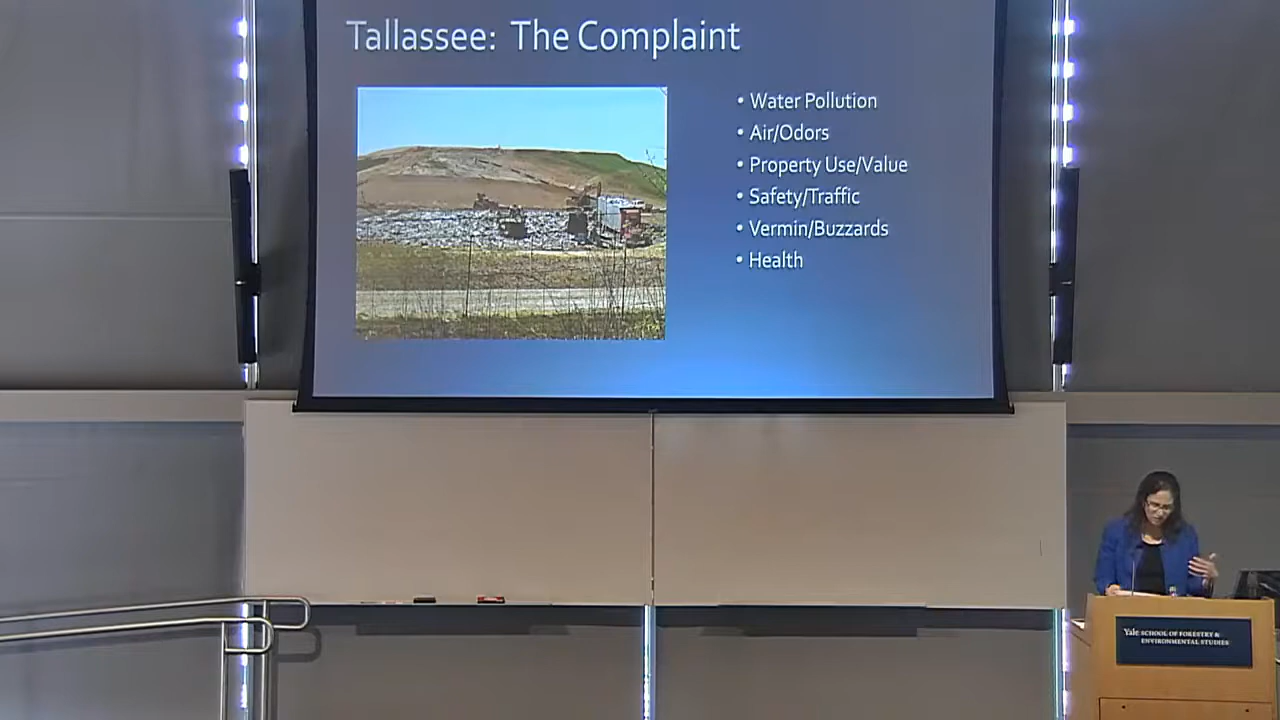 Tallassee: The Complaint
• Water Pollution
• Air/Odors
• Property Use/Value
• Safety/Traffic
• Vermin/Buzzards
• Health
Yale SCHOOL OF FORESTRY &
ENVIRONMENTAL STUDIES